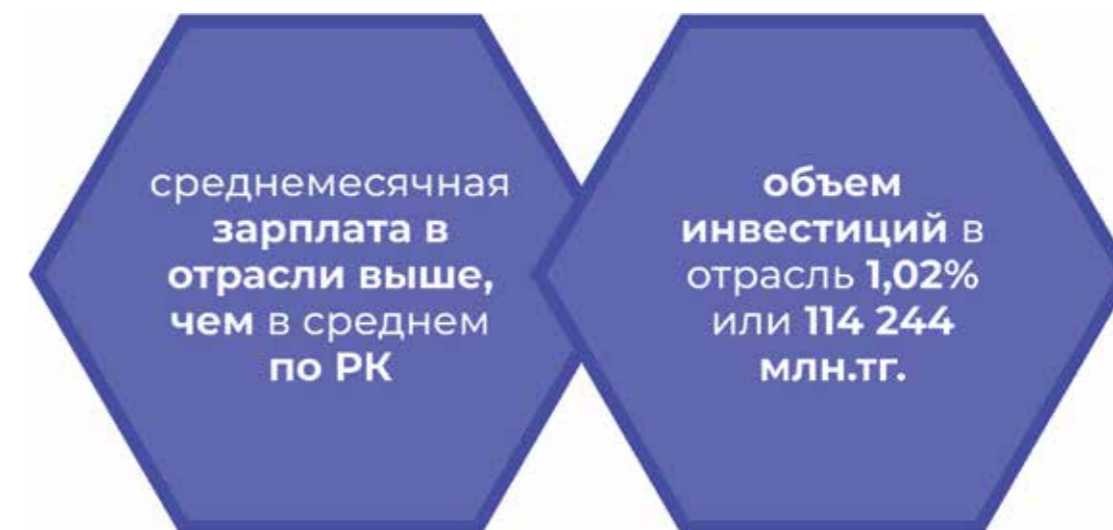 среднемесячная
зарплата в
отрасли выше,
чем в среднем
по РК
объем
инвестиций в
отрасль 1,02%
или 114 244
млн.тг.